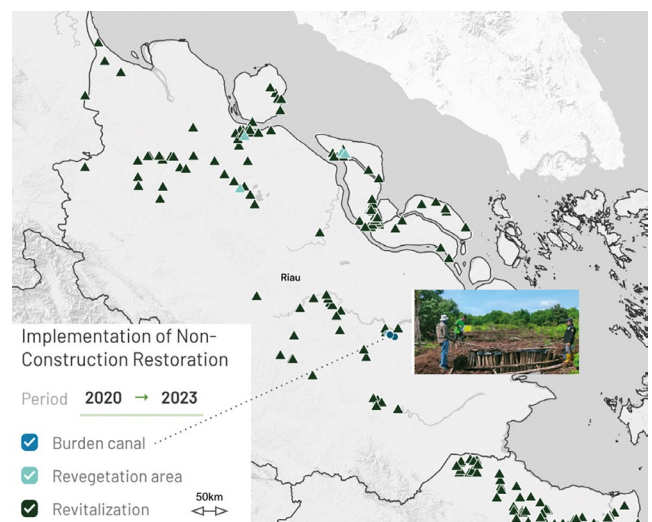 Riau
Implementation of Non-
Construction Restoration
Period 2020 → 2023
Burden canal
Revegetation area
Revitalization
50km